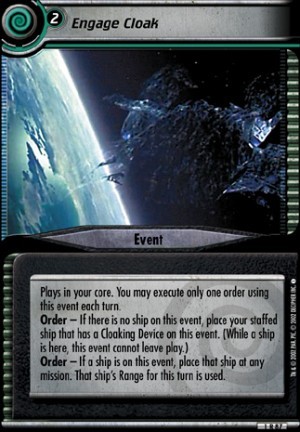 2
Engage Cloak
Event
Plays in your core. You may execute only one order using
this event each turn.
Order – If there is no ship on this event, place your staffed
ship that has a Cloaking Device on this event. (While a ship
is here, this event cannot leave play.)
Order – If a ship is on this event, place that ship at any
mission. That ship's Range for this turn is used.